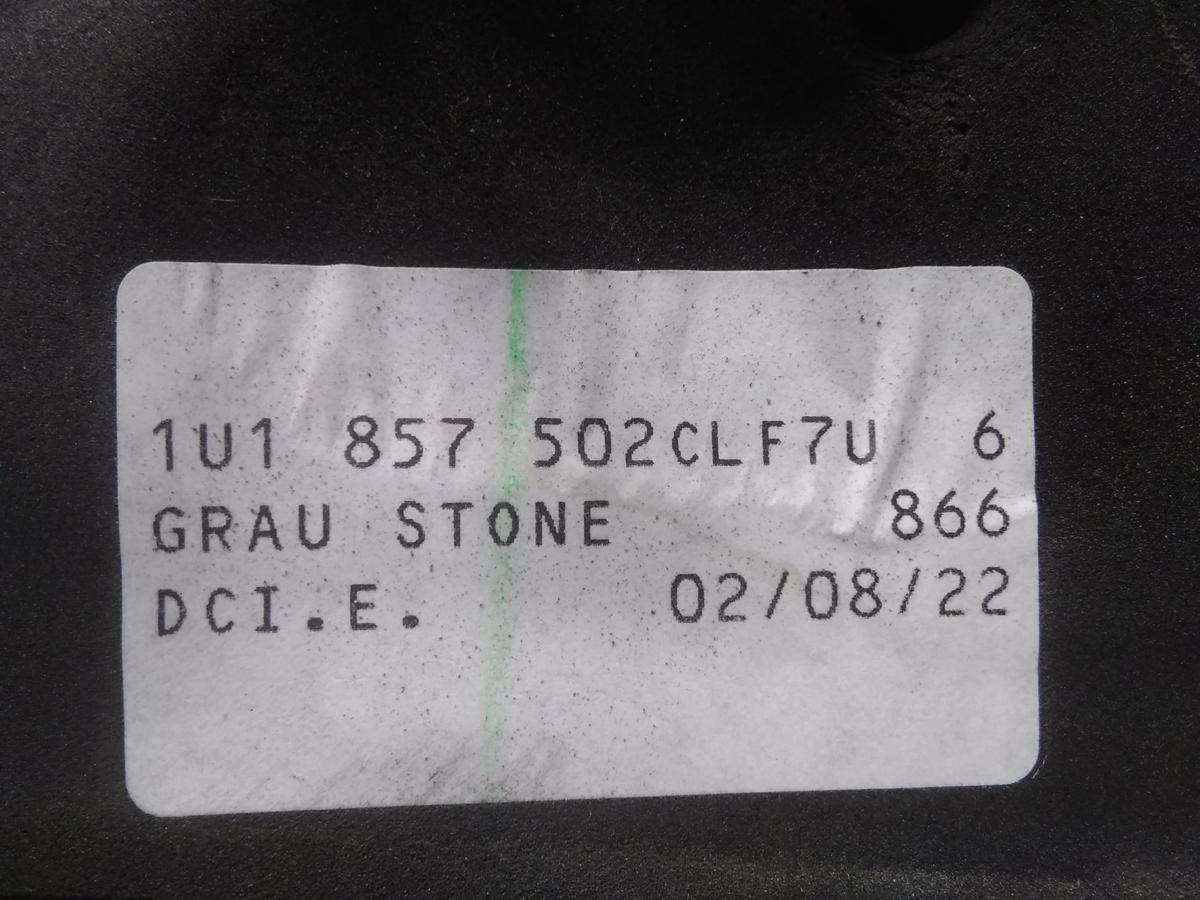 1U1 857 502CLF7U 6
GRAU STONE 866
DCI.E. 02/08/22